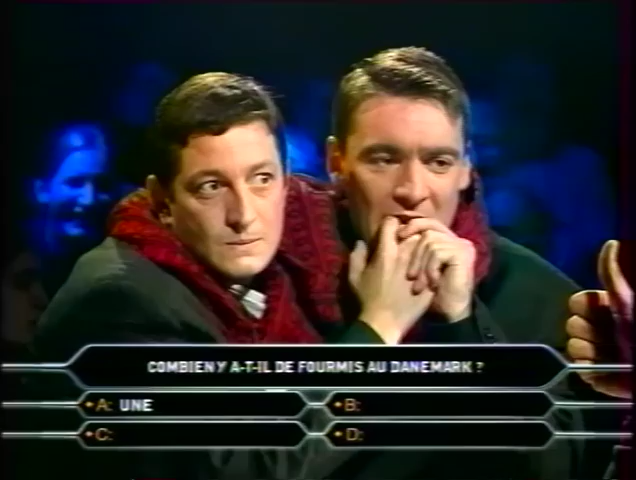 COMBIEN Y A-T-IL DE FOURMIS AU DANEMARK ?
A: UNE
B:
C:
D: